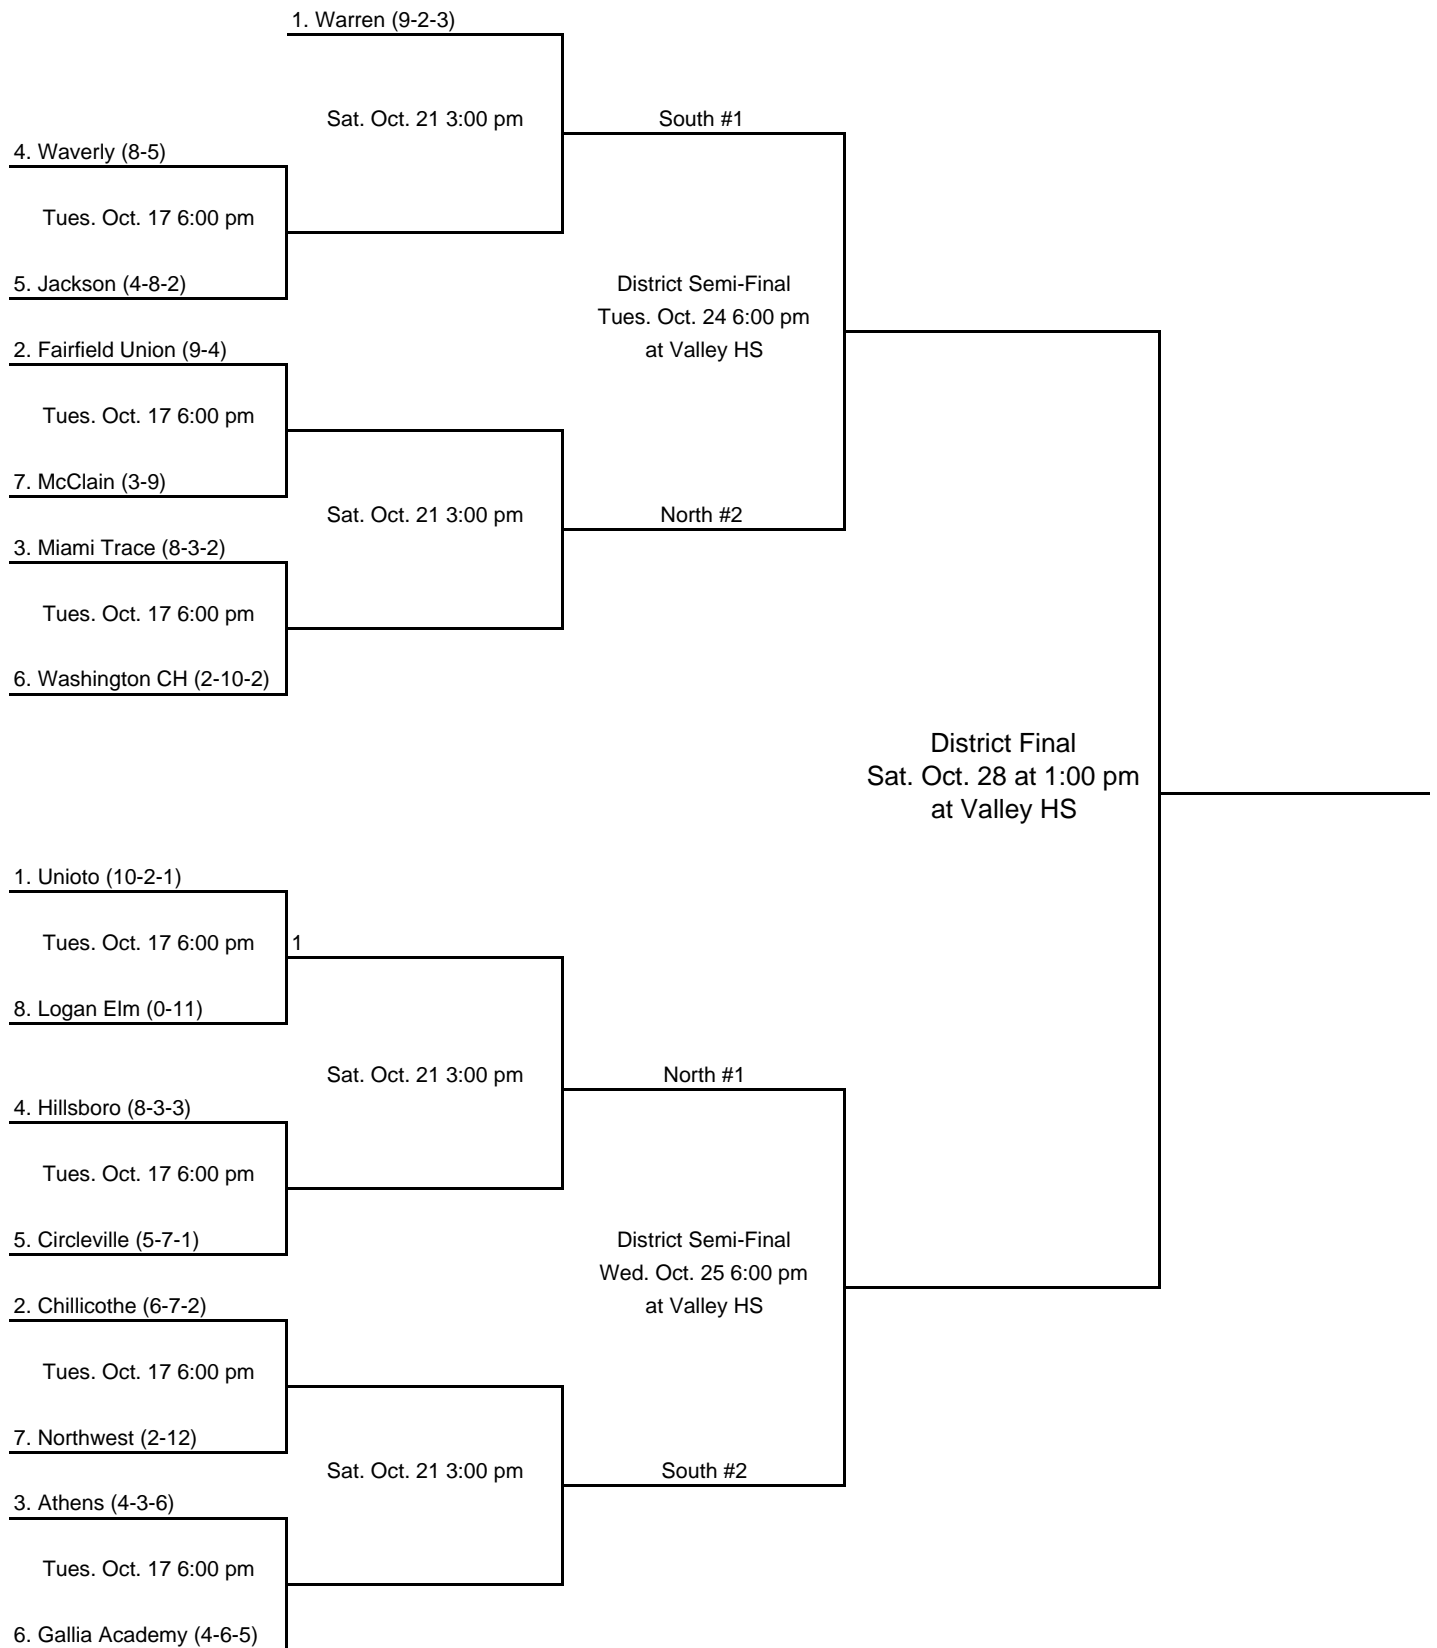 1. Warren (9-2-3)
Sat. Oct. 21 3:00 pm
South #1
4. Waverly (8-5)
Tues. Oct. 17 6:00 pm
5. Jackson (4-8-2)
District Semi-Final
Tues. Oct. 24 6:00 pm
at Valley HS
2. Fairfield Union (9-4)
Tues. Oct. 17 6:00 pm
7. McClain (3-9)
Sat. Oct. 21 3:00 pm
North #2
3. Miami Trace (8-3-2)
Tues. Oct. 17 6:00 pm
6. Washington CH (2-10-2)
District Final
Sat. Oct. 28 at 1:00 pm
at Valley HS
1. Unioto (10-2-1)
Tues. Oct. 17 6:00 pm
1
8. Logan Elm (0-11)
Sat. Oct. 21 3:00 pm
North #1
4. Hillsboro (8-3-3)
Tues. Oct. 17 6:00 pm
5. Circleville (5-7-1)
District Semi-Final
Wed. Oct. 25 6:00 pm
at Valley HS
2. Chillicothe (6-7-2)
Tues. Oct. 17 6:00 pm
7. Northwest (2-12)
Sat. Oct. 21 3:00 pm
South #2
3. Athens (4-3-6)
Tues. Oct. 17 6:00 pm
6. Gallia Academy (4-6-5)